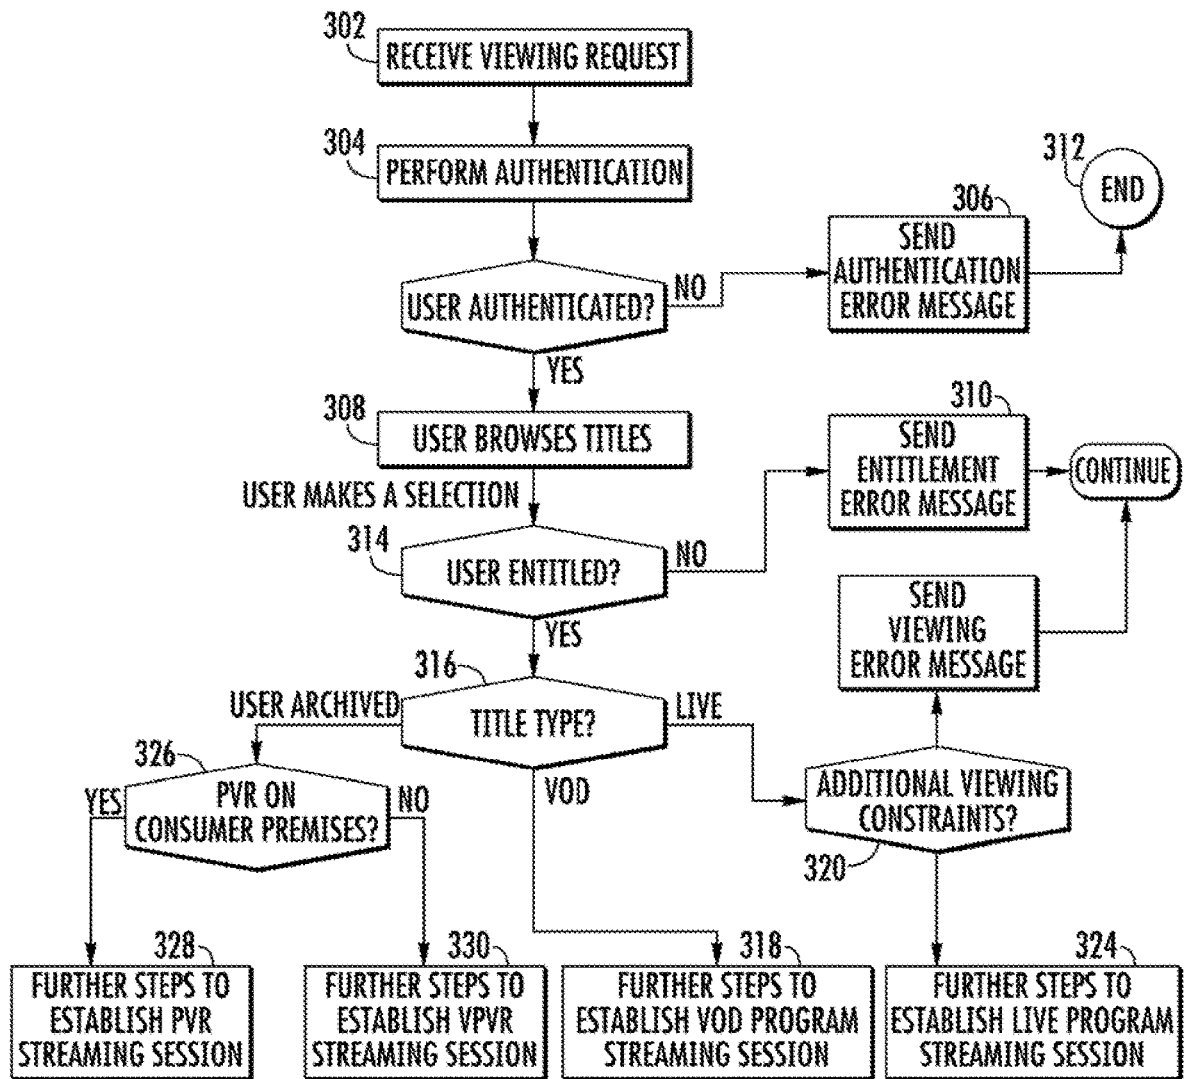 302
RECEIVE VIEWING REQUEST
304
PERFORM AUTHENTICATION
312
END
306
SEND
AUTHENTICATION
ERROR MESSAGE
USER AUTHENTICATED?
NO
YES
308
USER BROWSES TITLES
310
SEND
ENTITLEMENT
ERROR MESSAGE
CONTINUE
USER MAKES A SELECTION
314
USER ENTITLED?
NO
YES
SEND
VIEWING
ERROR MESSAGE
316
TITLE TYPE?
USER ARCHIVED
LIVE
VOD
326
PVR ON
CONSUMER PREMISES?
YES
NO
ADDITIONAL VIEWING
CONSTRAINTS?
320
328
FURTHER STEPS TO
ESTABLISH PVR
STREAMING SESSION
330
FURTHER STEPS TO
ESTABLISH VPVR
STREAMING SESSION
318
FURTHER STEPS TO
ESTABLISH VOD PROGRAM
STREAMING SESSION
324
FURTHER STEPS TO
ESTABLISH LIVE PROGRAM
STREAMING SESSION